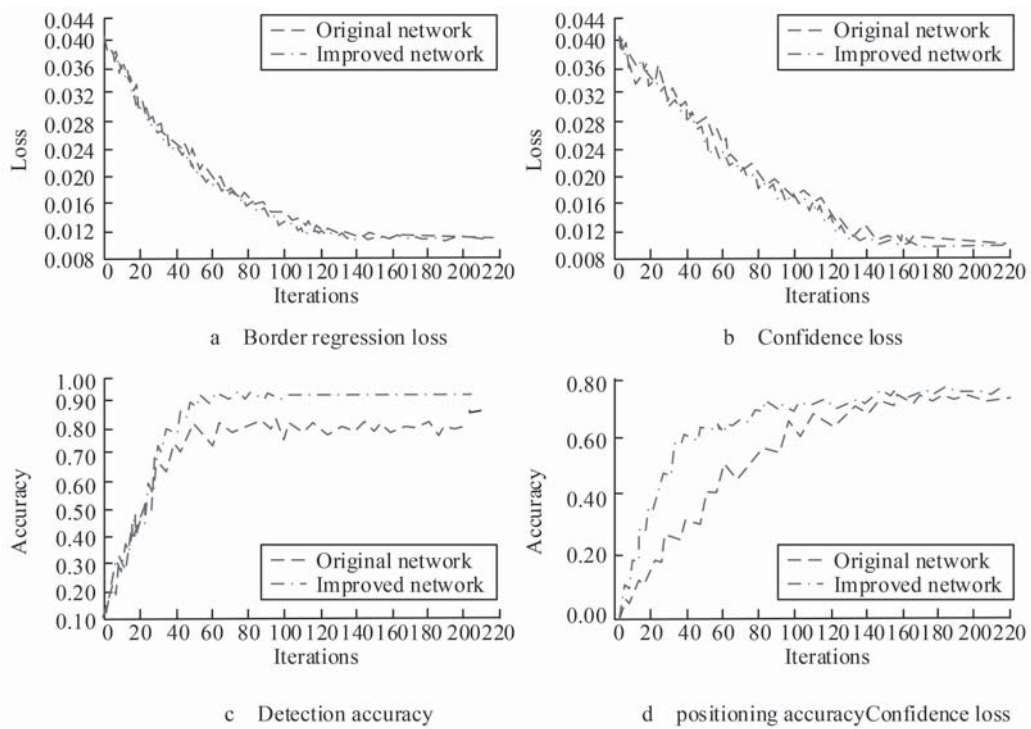 0.044
0.040
0.036
0.032
0.028
0.024
0.020
0.016
0.012
0.008
Loss
Original network
Improved network
0 20 40 60 80 100 120 140 160 180 200 220
Iterations
a Border regression loss
0.044
0.040
0.036
0.032
0.028
0.024
0.020
0.016
0.012
0.008
Loss
Original network
Improved network
0 20 40 60 80 100 120 140 160 180 200 220
Iterations
b Confidence loss
1.00
0.90
0.80
0.70
0.60
0.50
0.40
0.30
0.20
0.10
Accuracy
Original network
Improved network
0 20 40 60 80 100 120 140 160 180 200 220
Iterations
c Detection accuracy
0.80
0.60
0.40
0.20
0.00
Accuracy
Original network
Improved network
0 20 40 60 80 100 120 140 160 180 200 220
Iterations
d positioning accuracyConfidence loss